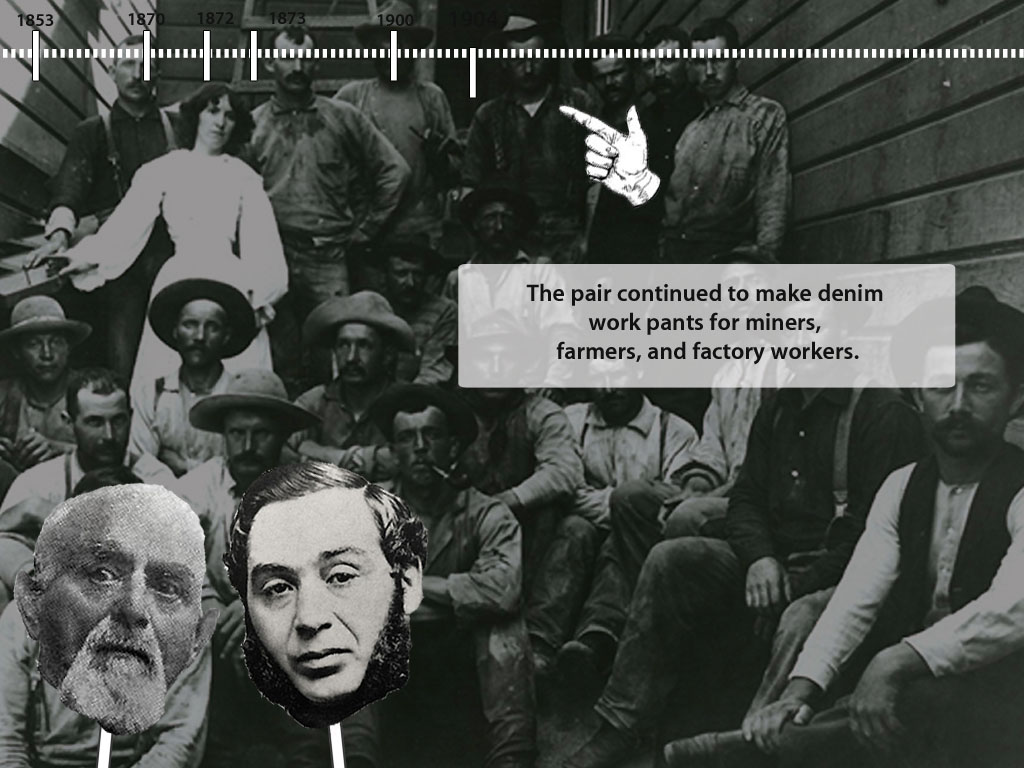 1853 1870 1872 1873 1900 1904
The pair continued to make denim
work pants for miners,
farmers, and factory workers.